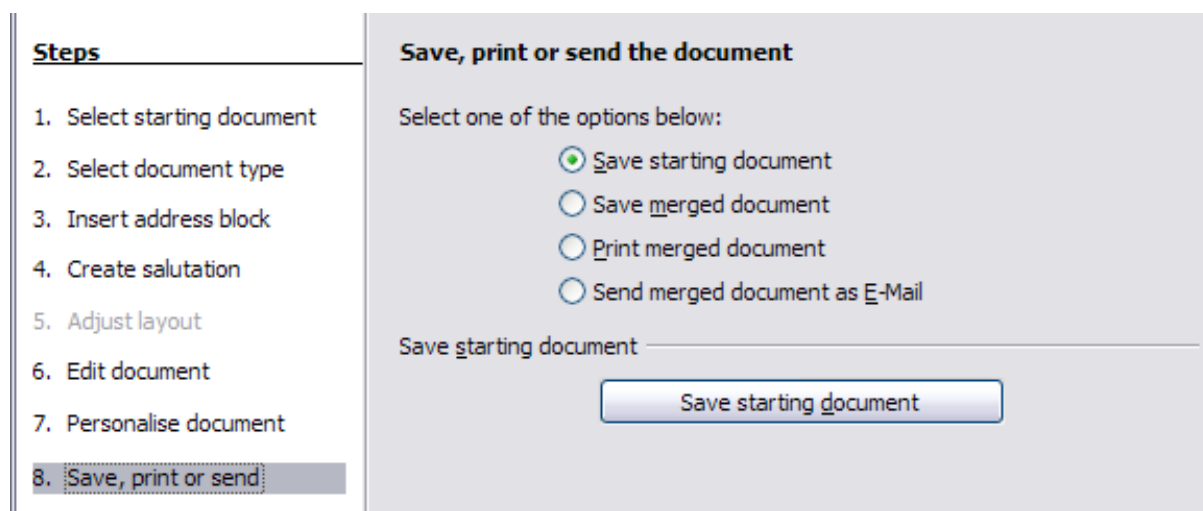 Steps
1. Select starting document
2. Select document type
3. Insert address block
4. Create salutation
5. Adjust layout
6. Edit document
7. Personalise document
8. Save, print or send
Save, print or send the document
Select one of the options below:
Save starting document
Save merged document
Print merged document
Send merged document as E-Mail
Save starting document
Save starting document